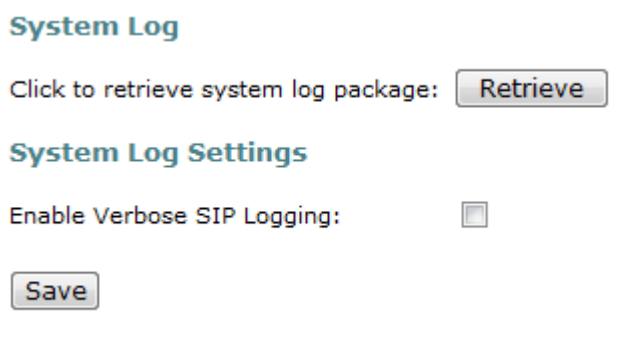 System Log
Click to retrieve system log package: Retrieve
System Log Settings
Enable Verbose SIP Logging:
Save